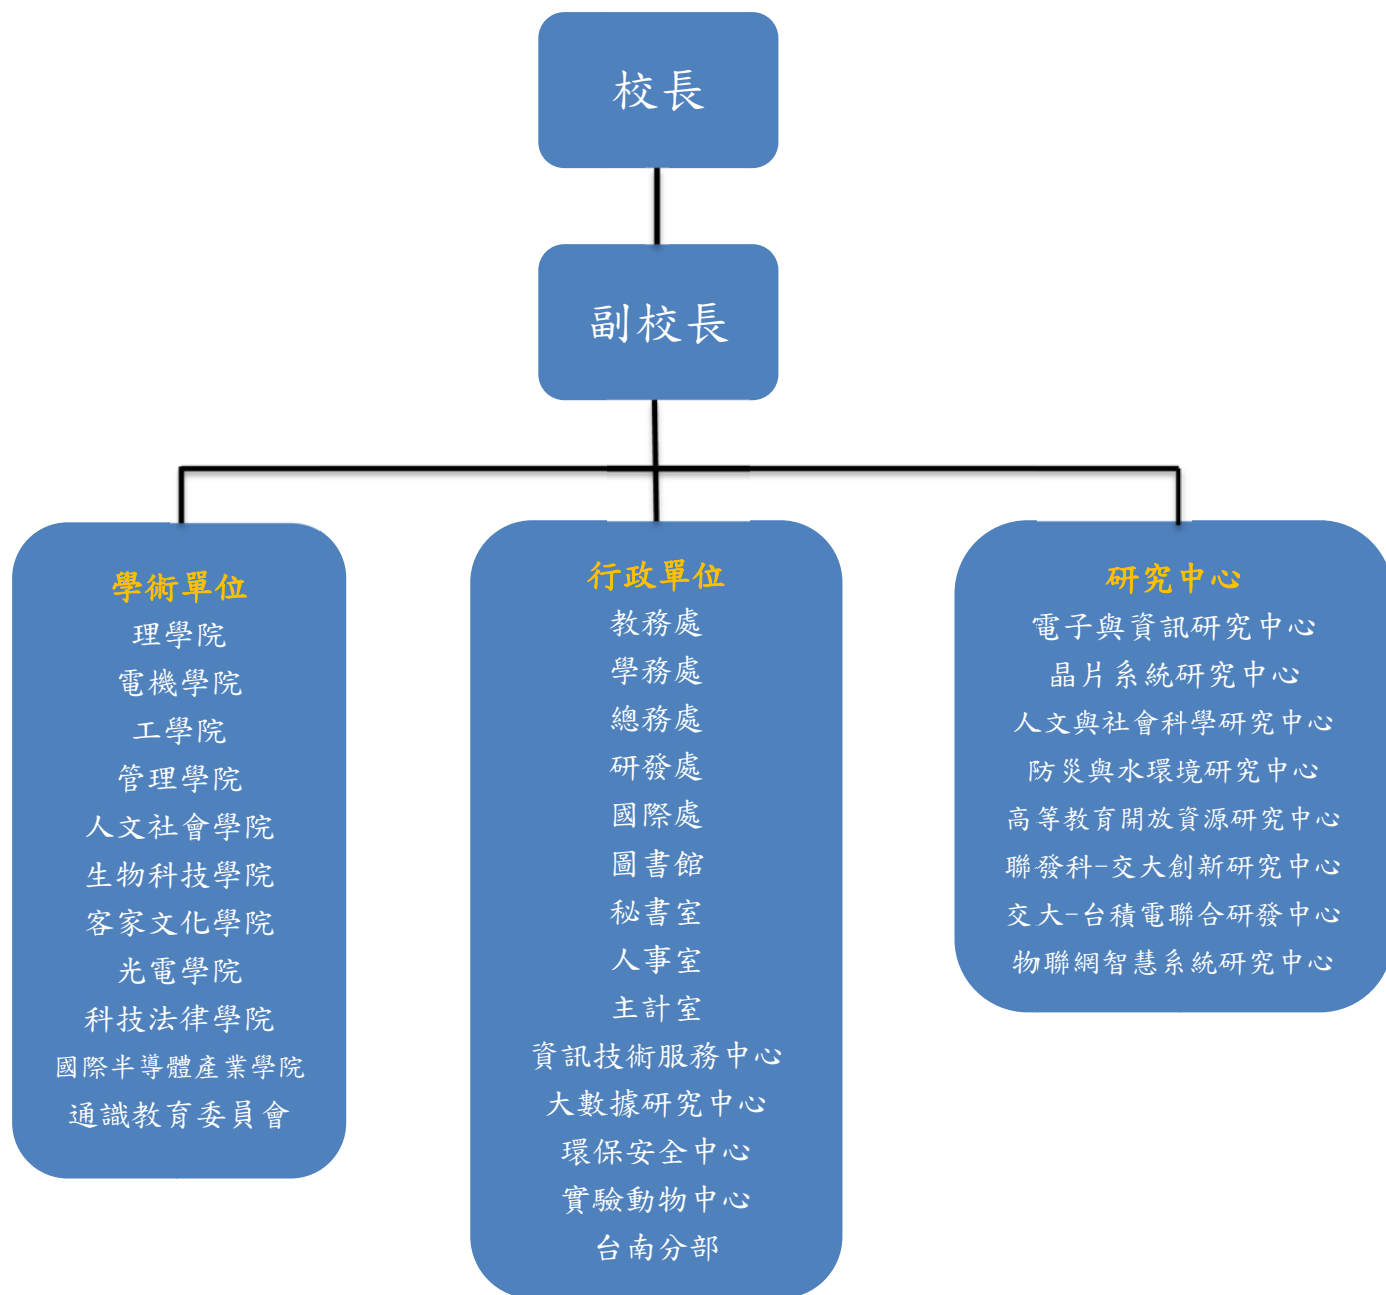 校長
副校長
學術單位
理學院
電機學院
工學院
管理學院
人文社會學院
生物科技學院
客家文化學院
光電學院
科技法律學院
國際半導體產業學院
通識教育委員會
行政單位
教務處
學務處
總務處
研發處
國際處
圖書館
秘書室
人事室
主計室
資訊技術服務中心
大數據研究中心
環保安全中心
實驗動物中心
台南分部
研究中心
電子與資訊研究中心
晶片系統研究中心
人文與社會科學研究中心
防災與水環境研究中心
高等教育開放資源研究中心
聯發科-交大創新研究中心
交大-台積電聯合研發中心
物聯網智慧系統研究中心